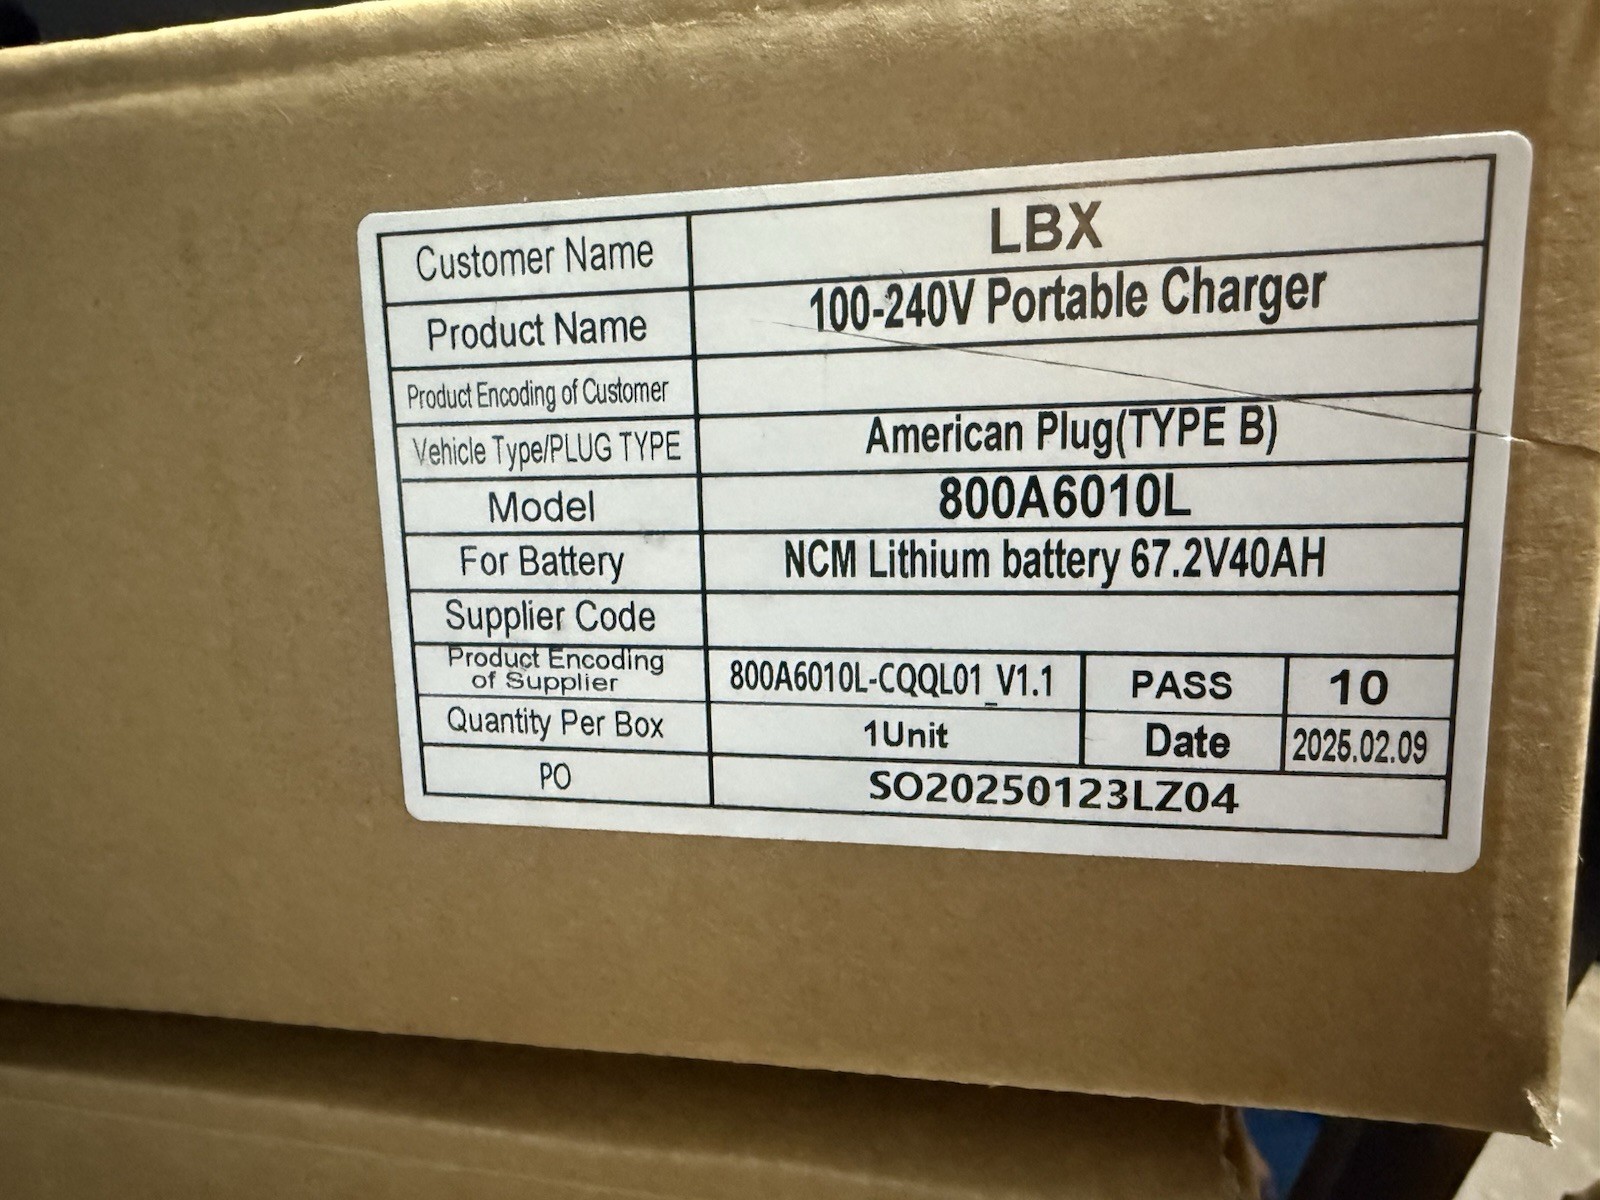 Customer Name LBX
Product Name 100-240V Portable Charger
Product Encoding of Customer
Vehicle Type/PLUG TYPE American Plug(TYPE B)
Model 800A6010L
For Battery NCM Lithium battery 67.2V40AH
Supplier Code
Product Encoding
of Supplier
800A6010L-CQQL01_V1.1 PASS 10
Quantity Per Box 1Unit Date 2025.02.09
PO SO20250123LZ04